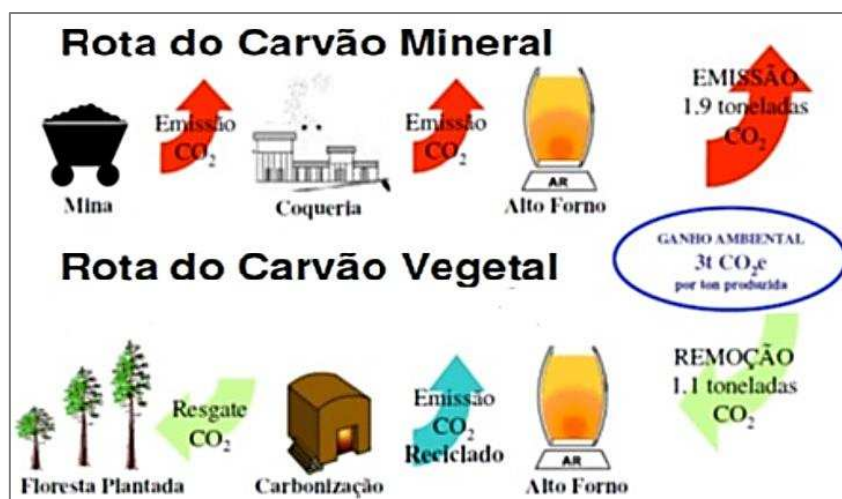 Rota do Carvão Mineral
Emissão
CO₂
Emissão
CO₂
EMISSÃO
1.9 toneladas
CO₂
Mina
Coqueria
AR
Alto Forno
GANHO AMBIENTAL
3t CO₂e
por ton produzida
Rota do Carvão Vegetal
Resgate
CO₂
Emissão
CO₂
Reciclado
REMOÇÃO
1.1 toneladas
CO₂
Floresta Plantada
Carbonização
AR
Alto Forno